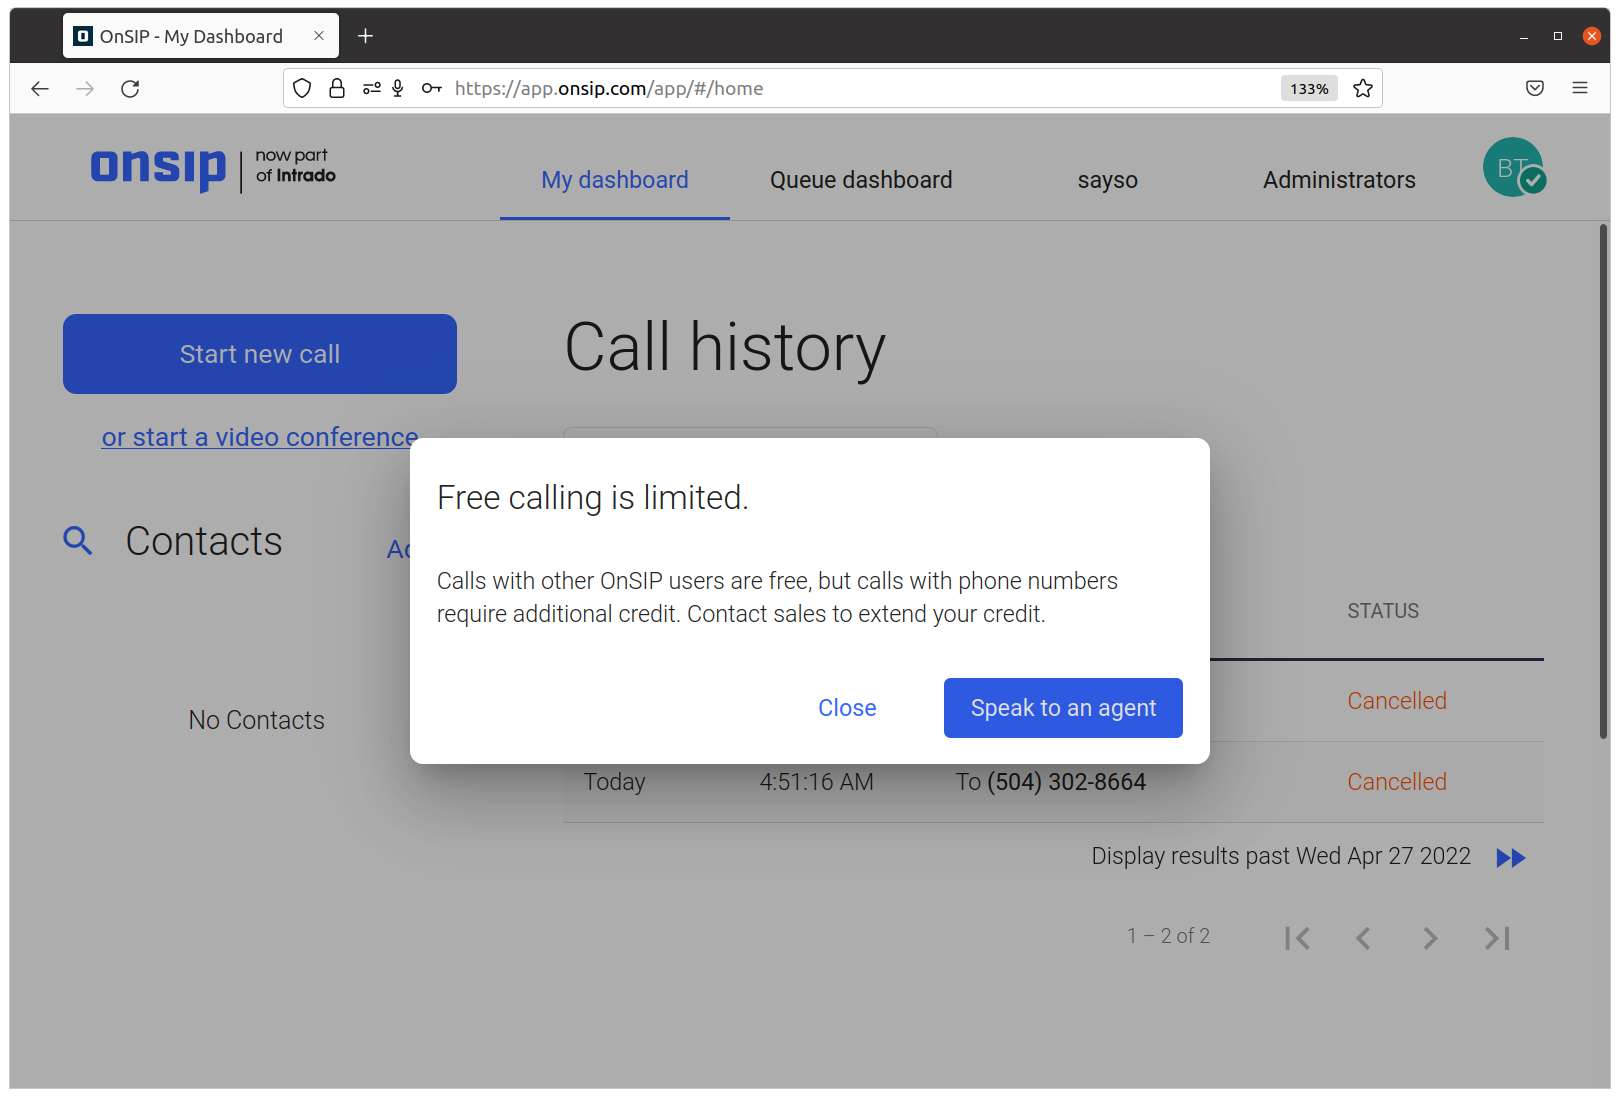 OnSIP - My Dashboard
https://app.onsip.com/app/#/home
133%
onsip
now part
of Intrado
My dashboard
Queue dashboard
sayso
Administrators
BT
Start new call
or start a video conference
Contacts
No Contacts
Call history
Free calling is limited.
Calls with other OnSIP users are free, but calls with phone numbers
require additional credit. Contact sales to extend your credit.
Close
Speak to an agent
STATUS
Cancelled
Today 4:51:16 AM To (504) 302-8664 Cancelled
Display results past Wed Apr 27 2022
1 – 2 of 2